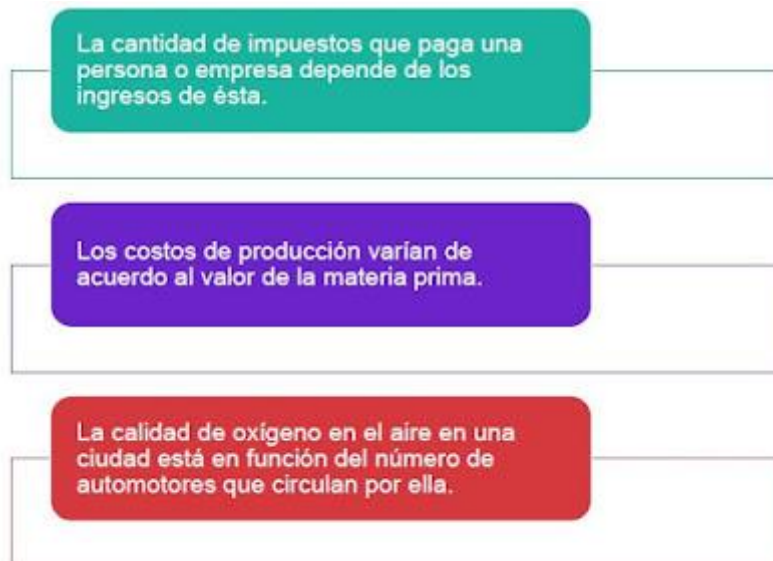 La cantidad de impuestos que paga una
persona o empresa depende de los
ingresos de ésta.
Los costos de producción varían de
acuerdo al valor de la materia prima.
La calidad de oxígeno en el aire en una
ciudad está en función del número de
automotores que circulan por ella.